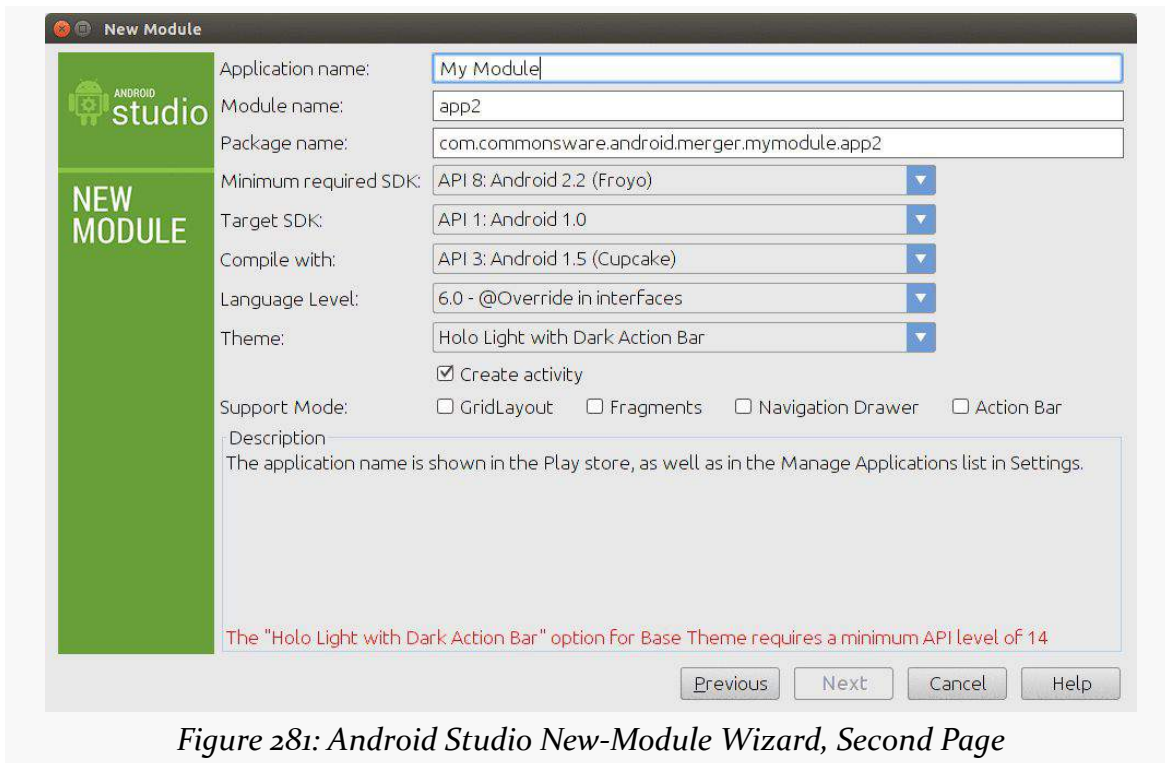 New Module
ANDROID
studio
NEW
MODULE
Application name: My Module
Module name: app2
Package name: com.commonsware.android.merger.mymodule.app2
Minimum required SDK: API 8: Android 2.2 (Froyo)
Target SDK: API 1: Android 1.0
Compile with: API 3: Android 1.5 (Cupcake)
Language Level: 6.0 - @Override in interfaces
Theme: Holo Light with Dark Action Bar
Create activity
Support Mode: GridLayout Fragments Navigation Drawer Action Bar
Description
The application name is shown in the Play store, as well as in the Manage Applications list in Settings.
The "Holo Light with Dark Action Bar" option for Base Theme requires a minimum API level of 14
Previous Next Cancel Help
Figure 281: Android Studio New-Module Wizard, Second Page